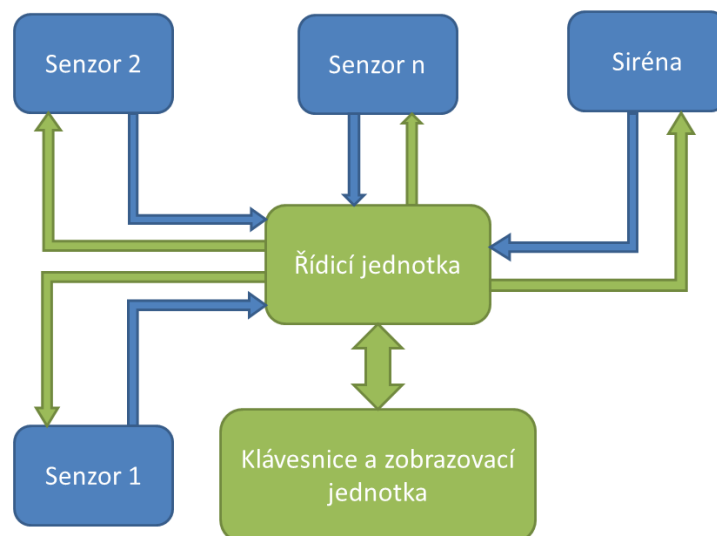 Senzor 2
Senzor n
Siréna
Řídicí jednotka
Senzor 1
Klávesnice a zobrazovací
jednotka